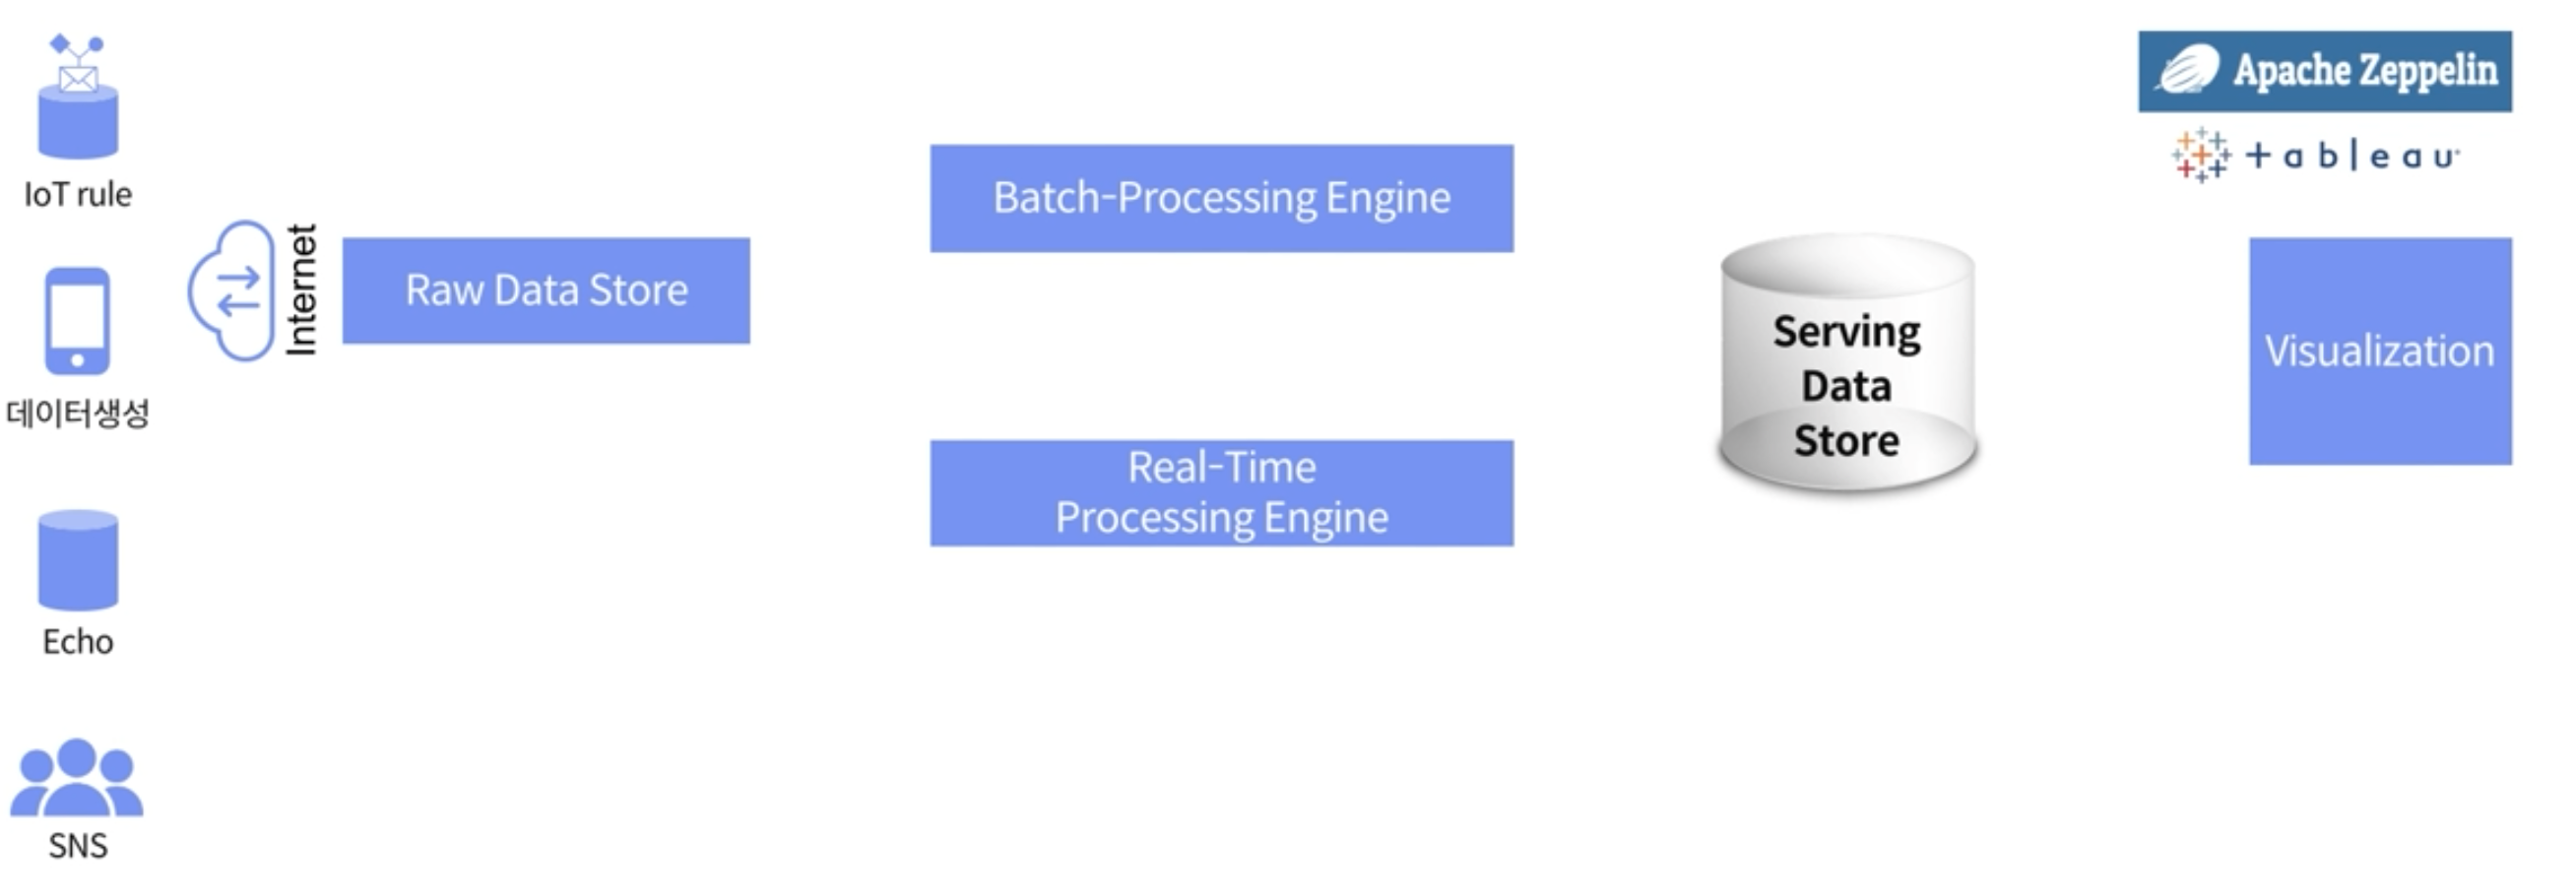 IoT rule
데이터생성
Echo
SNS
Internet
Raw Data Store
Batch-Processing Engine
Real-Time
Processing Engine
Serving
Data
Store
Apache Zeppelin
+ableau
Visualization